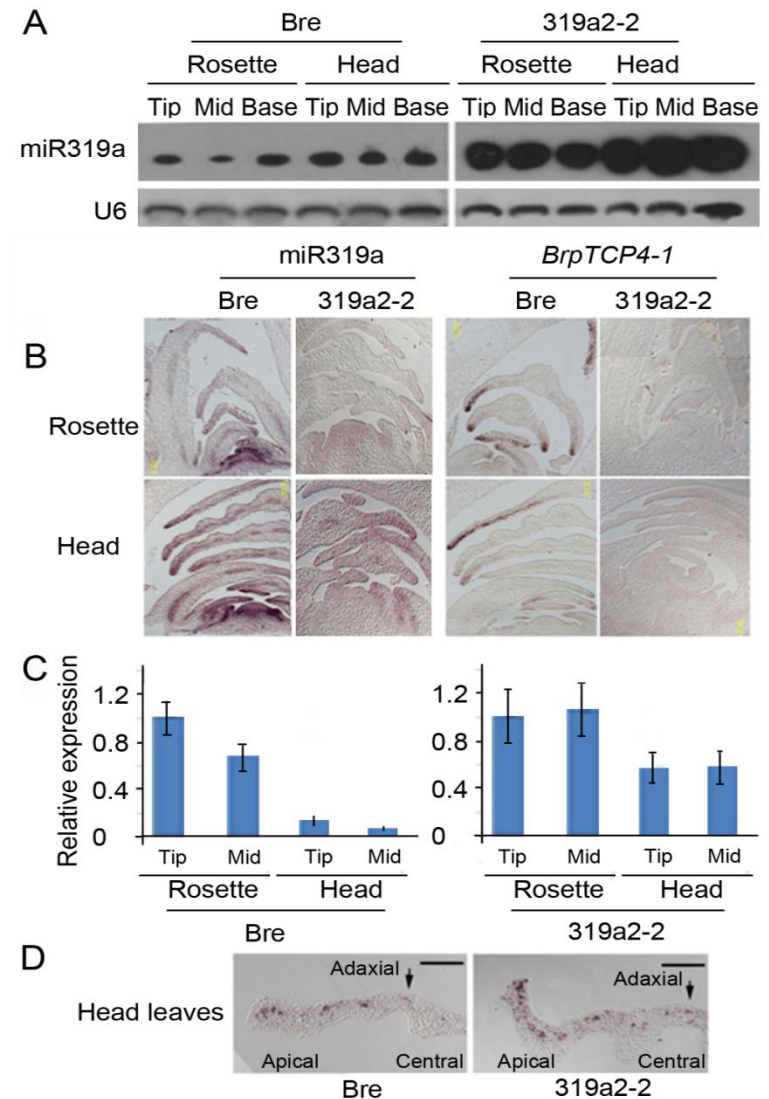 A
Bre 319a2-2
Rosette Head Rosette Head
Tip Mid Base Tip Mid Base Tip Mid Base Tip Mid Base
miR319a
U6
miR319a BrpTCP4-1
Bre 319a2-2 Bre 319a2-2
B
Rosette
Head
C
Relative expression
1.2 1.2
0.8 0.8
0.4 0.4
0 0
Tip Mid Tip Mid Tip Mid Tip Mid
Rosette Head Rosette Head
Bre 319a2-2
D
Adaxial Adaxial
Head leaves
Apical Central Apical Central
Bre 319a2-2